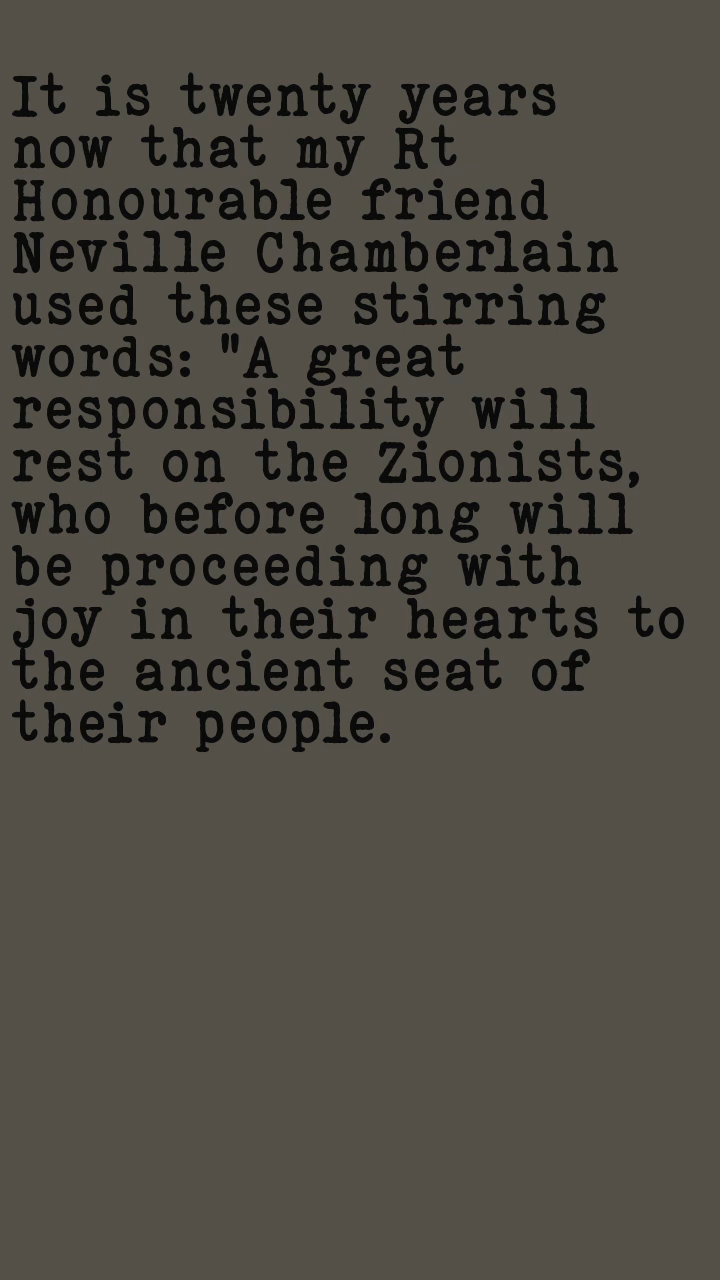 It is twenty years
now that my Rt
Honourable friend
Neville Chamberlain
used these stirring
words: "A great
responsibility will
rest on the Zionists,
who before long will
be proceeding with
joy in their hearts to
the ancient seat of
their people.